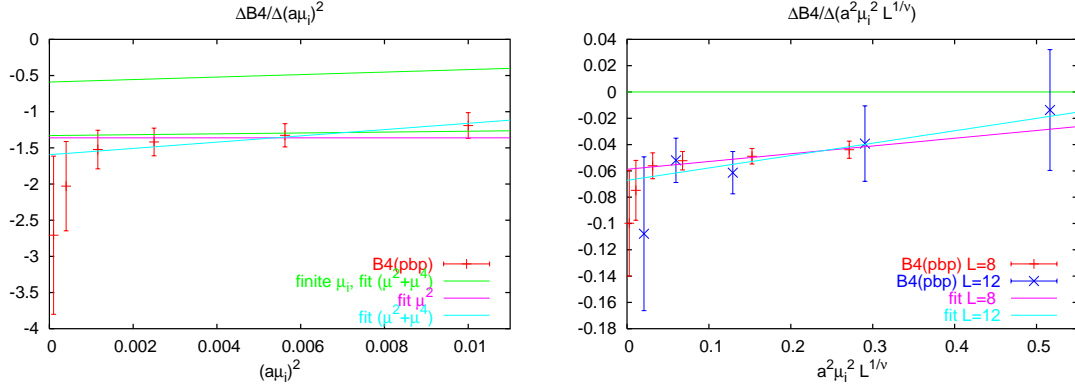 ΔB4/Δ(aμ_i)^2
0
-0.5
-1
-1.5
-2
-2.5
-3
-3.5
-4
0
0.002
0.004
0.006
0.008
0.01
(aμ_i)^2
B4(pbp)
finite μ_i, fit (μ^2+μ^4)
fit μ^2
fit (μ^2+μ^4)
ΔB4/Δ(a^2μ_i^2 L^{1/ν})
0.04
0.02
0
-0.02
-0.04
-0.06
-0.08
-0.1
-0.12
-0.14
-0.16
-0.18
0
0.1
0.2
0.3
0.4
0.5
a^2μ_i^2 L^{1/ν}
B4(pbp) L=8
B4(pbp) L=12
fit L=8
fit L=12